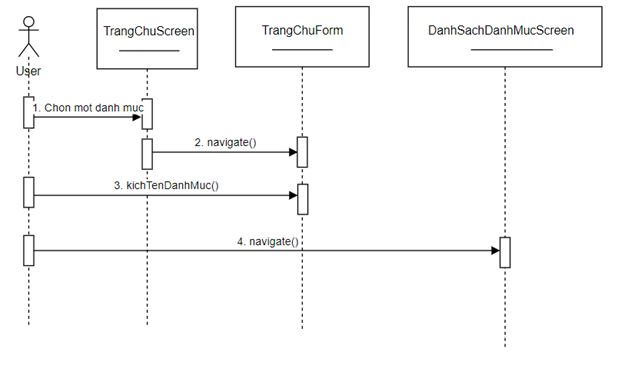 TrangChuScreen
TrangChuForm
DanhSachDanhMucScreen
User
1. Chon mot danh muc
2. navigate()
3. kichTenDanhMuc()
4. navigate()